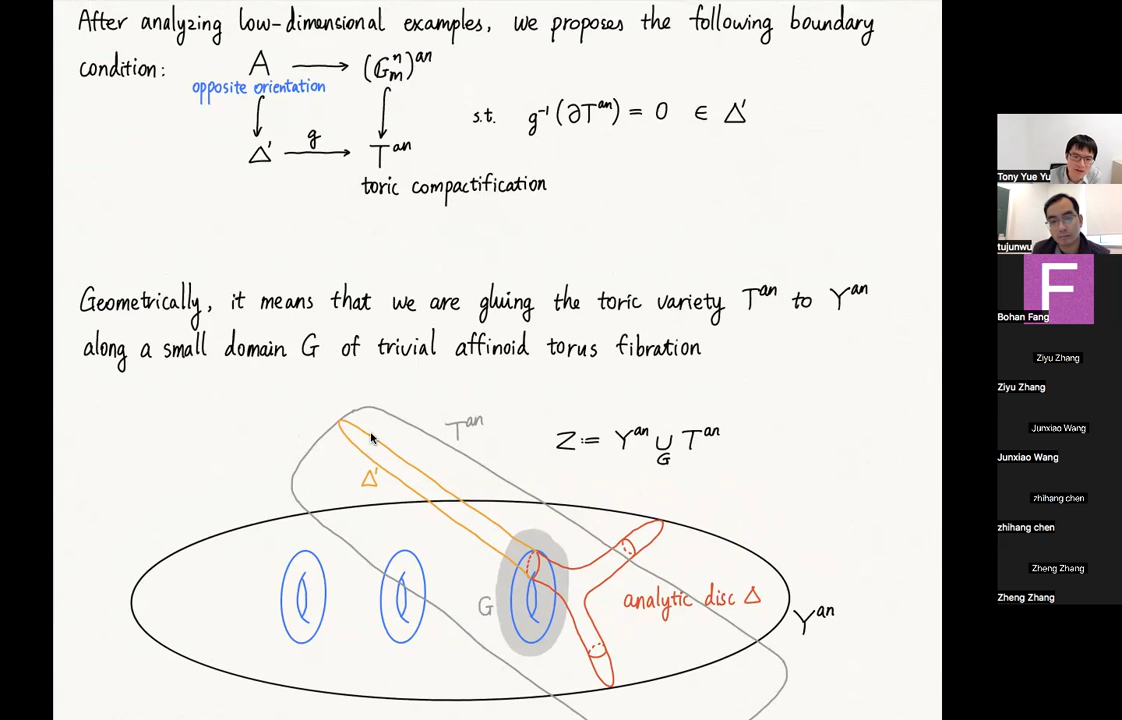 After analyzing low-dimensional examples, we proposes the following boundary
condition: A → (G_m^n)^an
opposite orientation
s.t. g⁻¹(∂T^an) = 0 ∈ Δ'
g
Δ' → T^an
toric compactification
Geometrically, it means that we are gluing the toric variety T^an to Y^an
along a small domain G of trivial affinoid torus fibration
T^an
Z := Y^an ∪_G T^an
Δ'
G
analytic disc Δ
Y^an
Tony Yue Yu
tujunwu
F
Bohan Fang
Ziyu Zhang
Ziyu Zhang
Junxiao Wang
Junxiao Wang
zhihang chen
zhihang chen
Zheng Zhang
Zheng Zhang